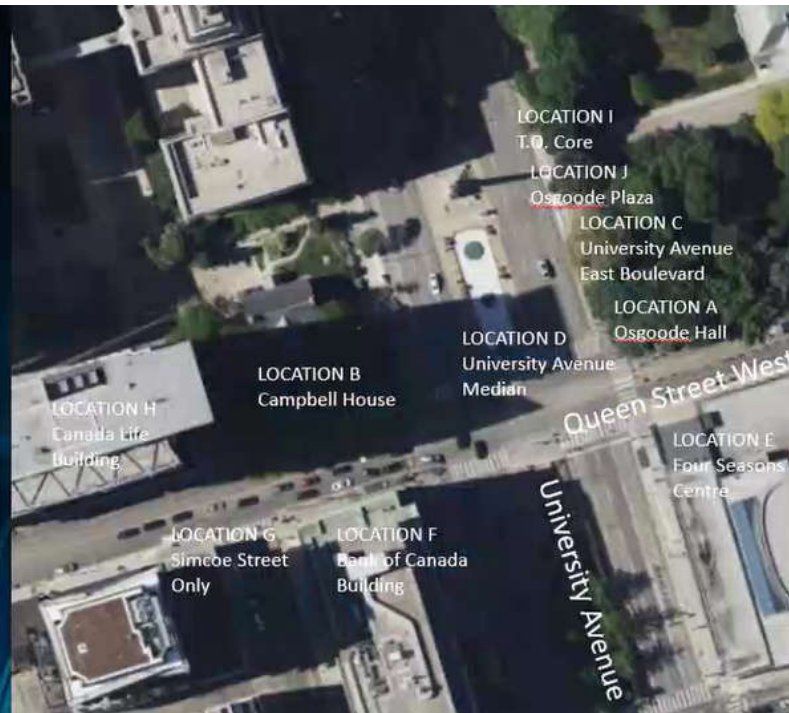 LOCATION I
T.O. Core
LOCATION J
Osgoode Plaza
LOCATION C
University Avenue
East Boulevard
LOCATION A
Osgoode Hall
LOCATION D
University Avenue
Median
LOCATION B
Campbell House
Queen Street West
LOCATION H
Canada Life
Building
LOCATION E
Four Seasons
Centre
University Avenue
LOCATION G
Simcoe Street
Only
LOCATION F
Bank of Canada
Building